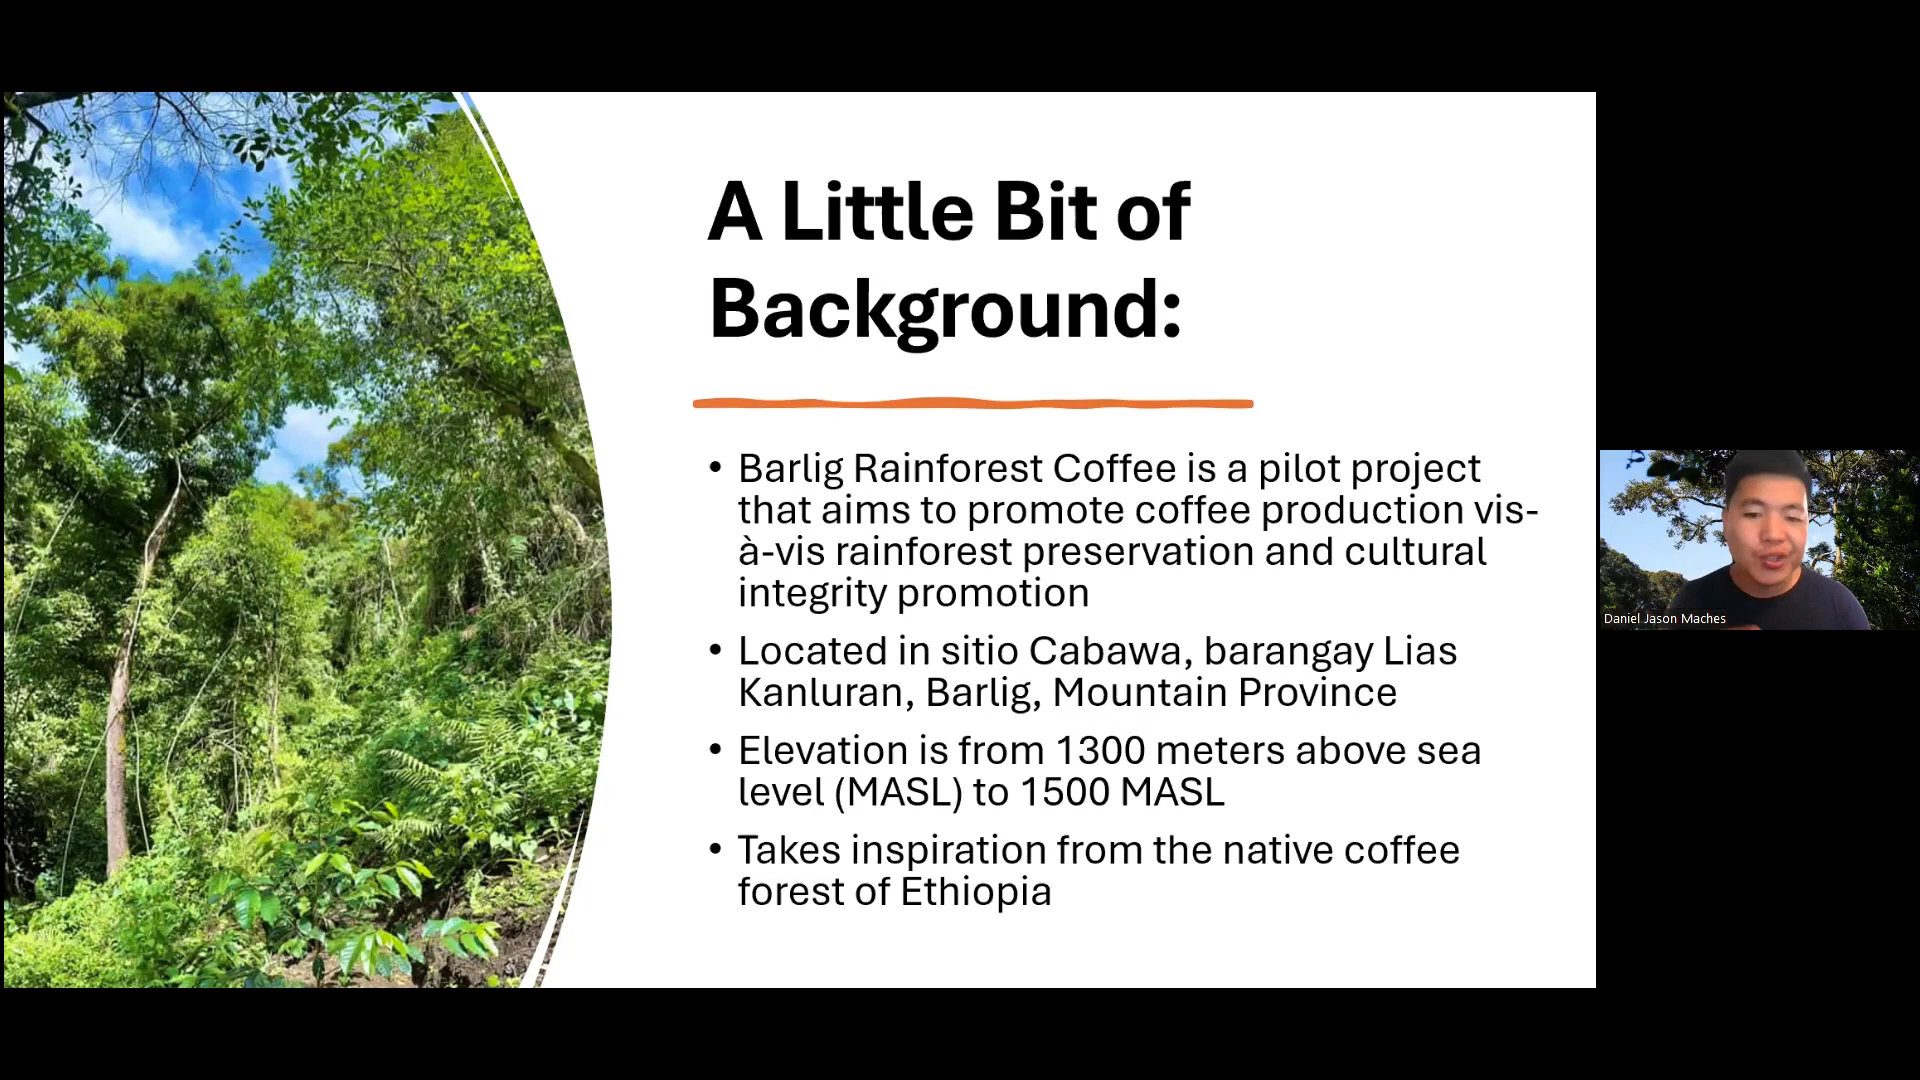 A Little Bit of
Background:
• Barlig Rainforest Coffee is a pilot project
that aims to promote coffee production vis-
à-vis rainforest preservation and cultural
integrity promotion
• Located in sitio Cabawa, barangay Lias
Kanluran, Barlig, Mountain Province
• Elevation is from 1300 meters above sea
level (MASL) to 1500 MASL
• Takes inspiration from the native coffee
forest of Ethiopia
Daniel Jason Maches